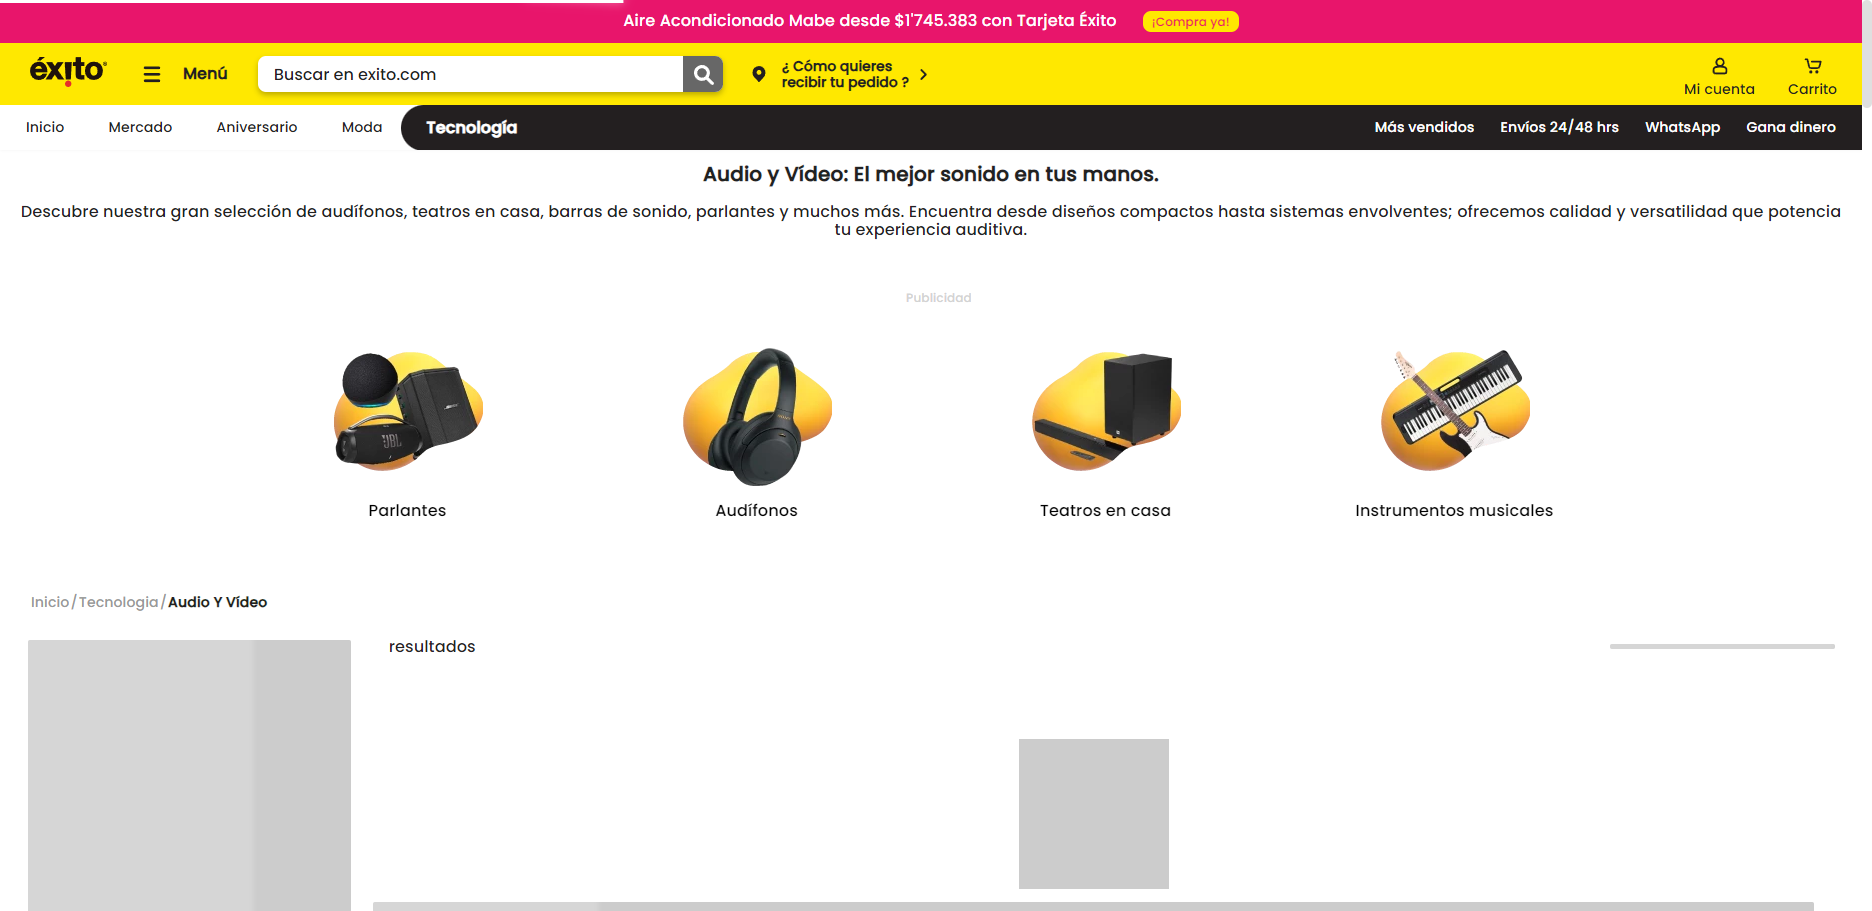 Aire Acondicionado Mabe desde $1'745.383 con Tarjeta Éxito ¡Compra ya!
éxito
Menú
Buscar en exito.com
¿ Cómo quieres
recibir tu pedido ?
Mi cuenta
Carrito
Inicio Mercado Aniversario Moda Tecnología Más vendidos Envíos 24/48 hrs WhatsApp Gana dinero
Audio y Vídeo: El mejor sonido en tus manos.
Descubre nuestra gran selección de audífonos, teatros en casa, barras de sonido, parlantes y muchos más. Encuentra desde diseños compactos hasta sistemas envolventes; ofrecemos calidad y versatilidad que potencia
tu experiencia auditiva.
Publicidad
JBL
Parlantes
Audífonos
Teatros en casa
Instrumentos musicales
Inicio/Tecnologia/Audio Y Vídeo
resultados